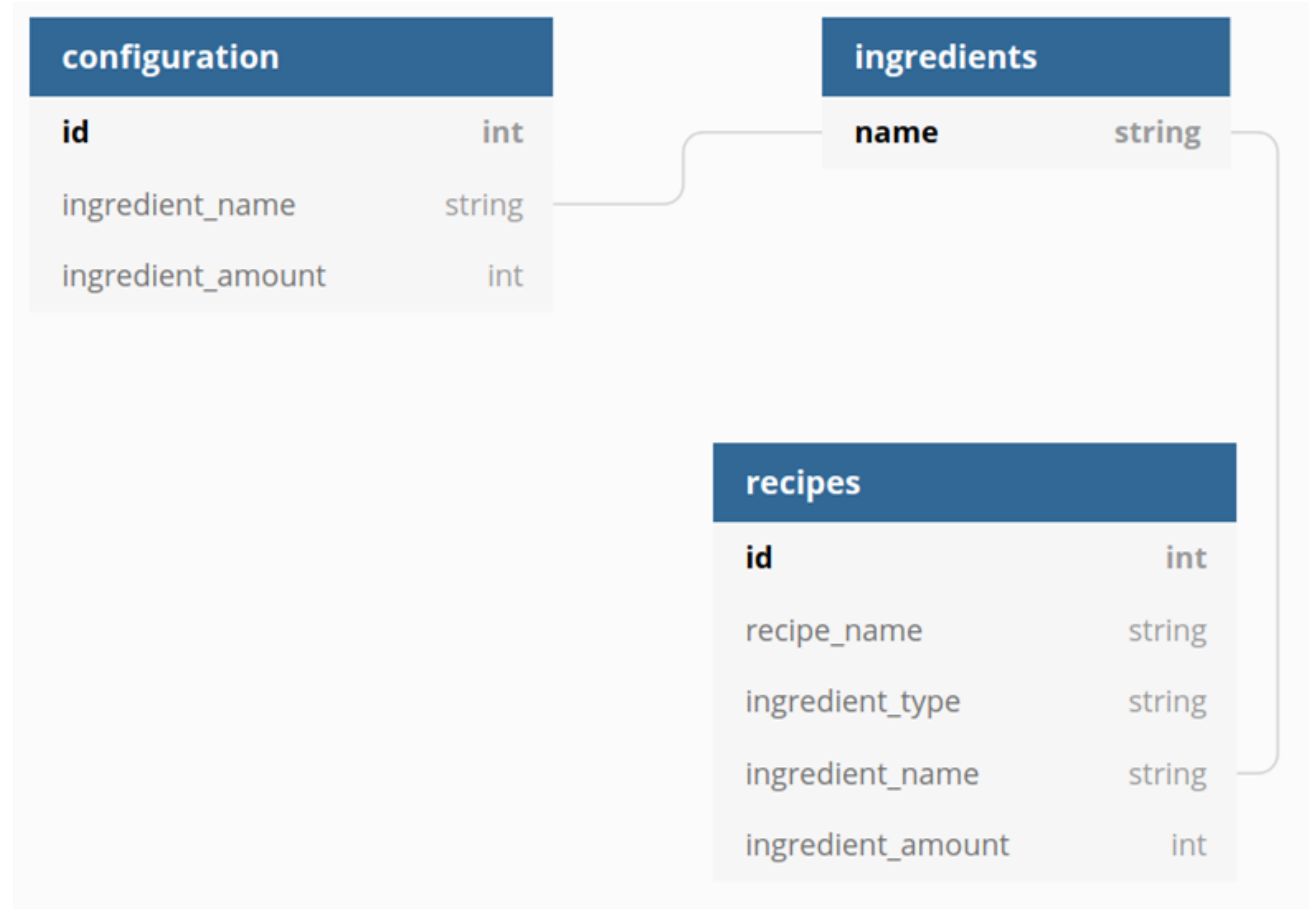 configuration
id int
ingredient_name string
ingredient_amount int
ingredients
name string
recipes
id int
recipe_name string
ingredient_type string
ingredient_name string
ingredient_amount int